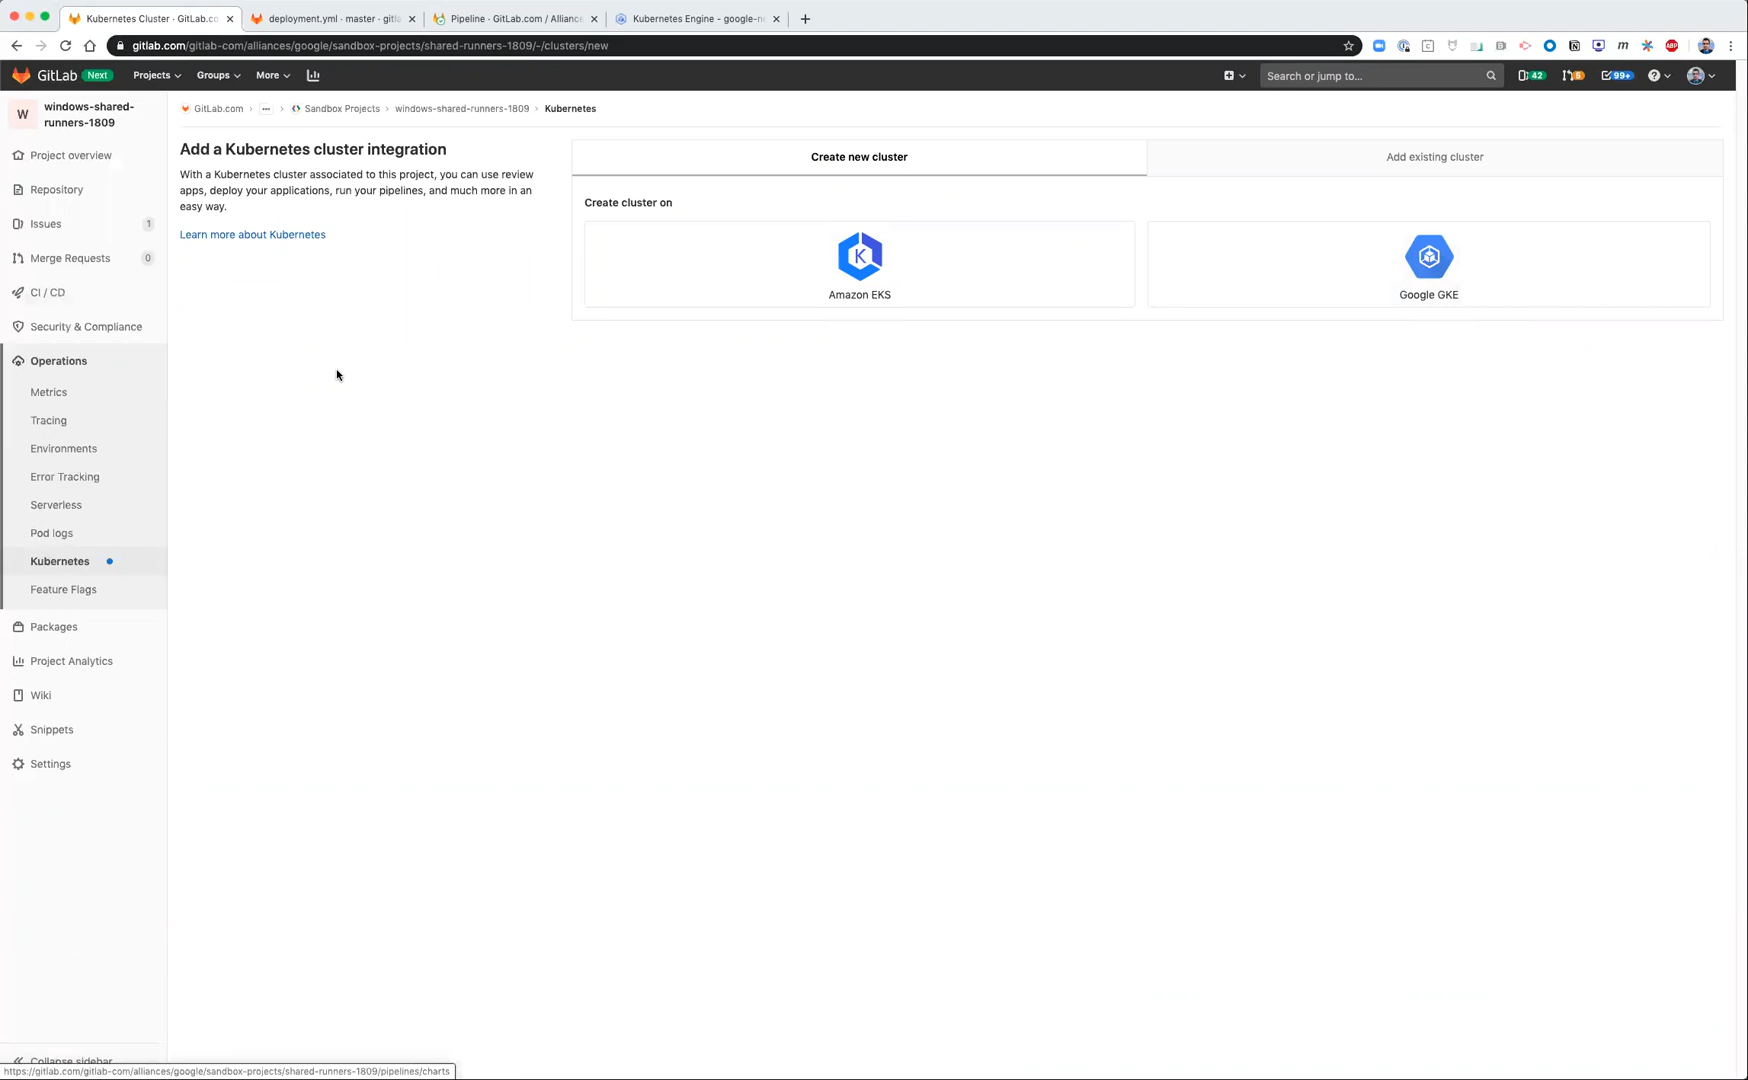 Kubernetes Cluster · GitLab.co
deployment.yml · master · gitla
Pipeline · GitLab.com / Alliance
Kubernetes Engine - google-n
gitlab.com/gitlab-com/alliances/google/sandbox-projects/shared-runners-1809/-/clusters/new
GitLab Next Projects Groups More
Search or jump to...
42
6
99+
W
windows-shared-
runners-1809
Project overview
Repository
Issues 1
Merge Requests 0
CI / CD
Security & Compliance
Operations
Metrics
Tracing
Environments
Error Tracking
Serverless
Pod logs
Kubernetes
Feature Flags
Packages
Project Analytics
Wiki
Snippets
Settings
Collapse sidebar
GitLab.com › ... › Sandbox Projects › windows-shared-runners-1809 › Kubernetes
Add a Kubernetes cluster integration
With a Kubernetes cluster associated to this project, you can use review
apps, deploy your applications, run your pipelines, and much more in an
easy way.
Learn more about Kubernetes
Create new cluster
Add existing cluster
Create cluster on
K
Amazon EKS
Google GKE
https://gitlab.com/gitlab-com/alliances/google/sandbox-projects/shared-runners-1809/pipelines/charts